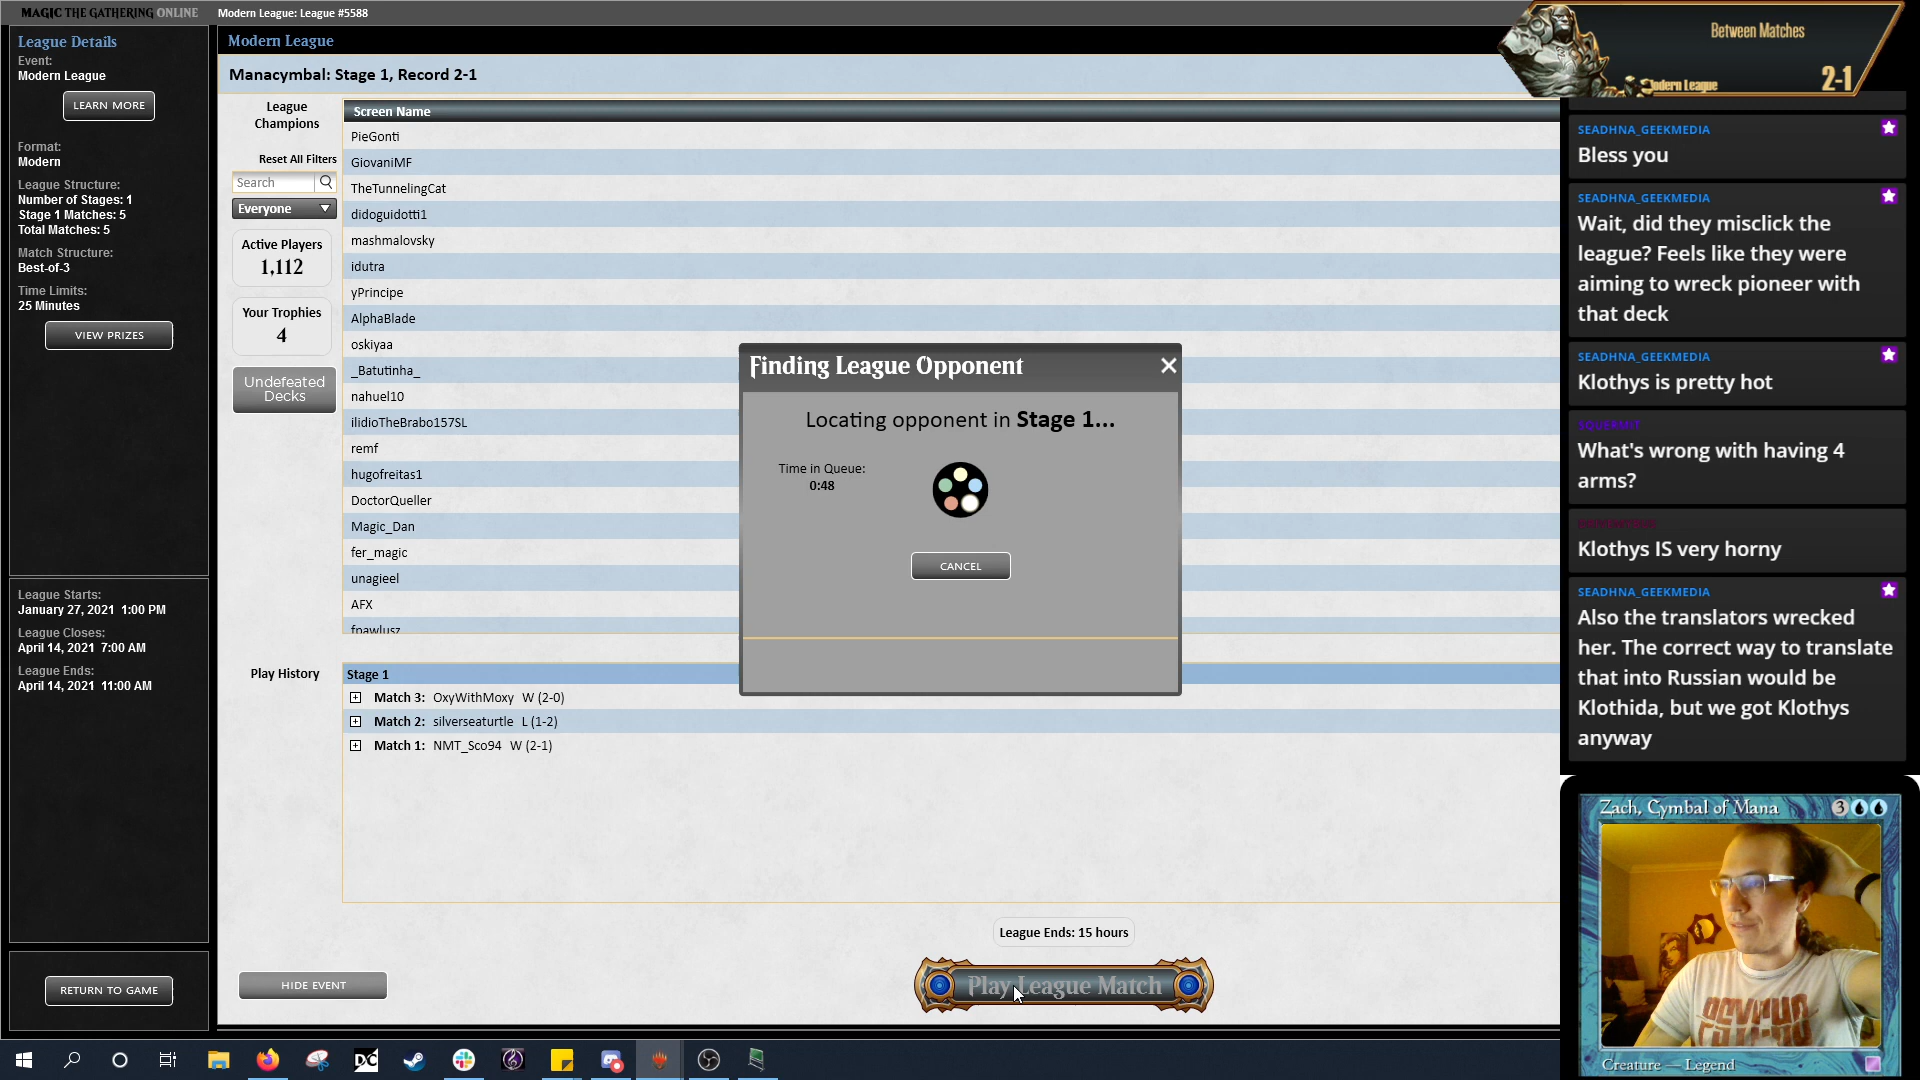 MAGIC THE GATHERING ONLINE
Modern League: League #5588
League Details
Event:
Modern League
LEARN MORE
Format:
Modern
League Structure:
Number of Stages: 1
Stage 1 Matches: 5
Total Matches: 5
Match Structure:
Best-of-3
Time Limits:
25 Minutes
VIEW PRIZES
League Starts:
January 27, 2021 1:00 PM
League Closes:
April 14, 2021 7:00 AM
League Ends:
April 14, 2021 11:00 AM
RETURN TO GAME
Modern League
Manacymbal: Stage 1, Record 2-1
League
Champions
Reset All Filters
Search
Everyone
Active Players
1,112
Your Trophies
4
Undefeated
Decks
Screen Name
PieGonti
GiovaniMF
TheTunnelingCat
didoguidotti1
mashmalovsky
idutra
yPrincipe
AlphaBlade
oskiyaa
_Batutinha_
nahuel10
ilidioTheBrabo157SL
remf
hugofreitas1
DoctorQueller
Magic_Dan
fer_magic
unagieel
AFX
fpawlusz
Finding League Opponent
Locating opponent in Stage 1...
Time in Queue:
0:48
CANCEL
Play History
Stage 1
Match 3: OxyWithMoxy W (2-0)
Match 2: silverseaturtle L (1-2)
Match 1: NMT_Sco94 W (2-1)
League Ends: 15 hours
HIDE EVENT
Play League Match
Between Matches
Modern League
2-1
SEADHNA_GEEKMEDIA
Bless you
SEADHNA_GEEKMEDIA
Wait, did they misclick the
league? Feels like they were
aiming to wreck pioneer with
that deck
SEADHNA_GEEKMEDIA
Klothys is pretty hot
SQUERMIT
What's wrong with having 4
arms?
Klothys IS very horny
SEADHNA_GEEKMEDIA
Also the translators wrecked
her. The correct way to translate
that into Russian would be
Klothida, but we got Klothys
anyway
Zach, Cymbal of Mana 3
PSYCHO
Creature — Legend
DC